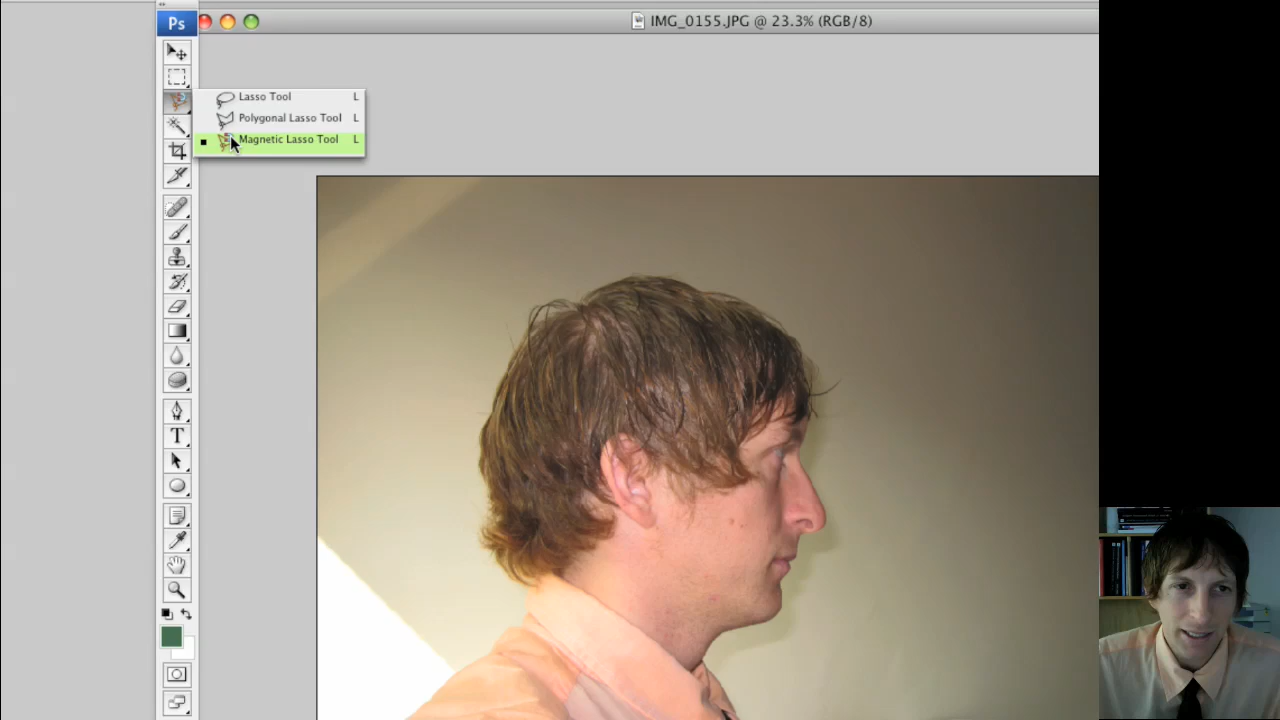 Ps
IMG_0155.JPG @ 23.3% (RGB/8)
Lasso Tool L
Polygonal Lasso Tool L
Magnetic Lasso Tool L
T